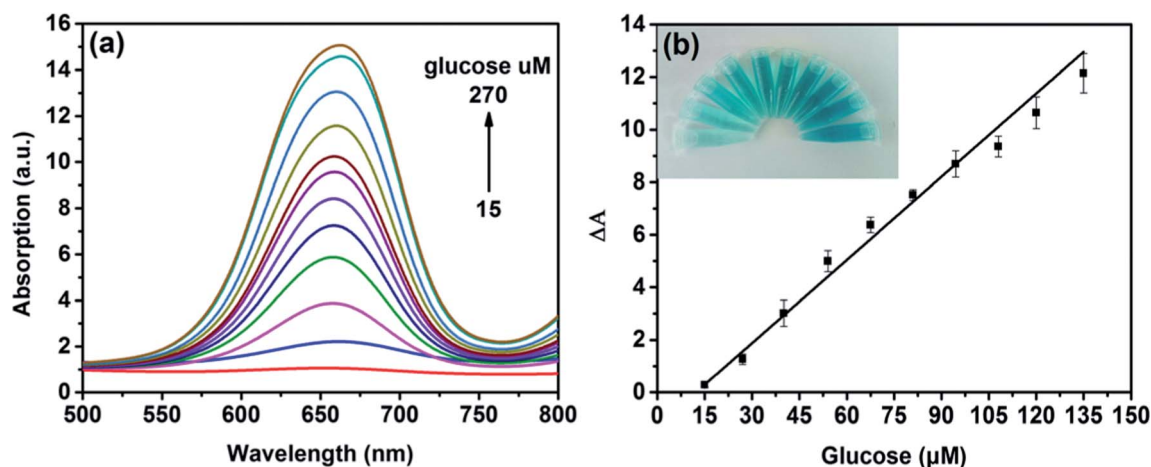 (a)
glucose uM
270
15
16
14
12
10
8
6
4
2
0
500 550 600 650 700 750 800
Wavelength (nm)
Absorption (a.u.)
(b)
14
12
10
8
6
4
2
0
0 15 30 45 60 75 90 105 120 135 150
Glucose (µM)
ΔA